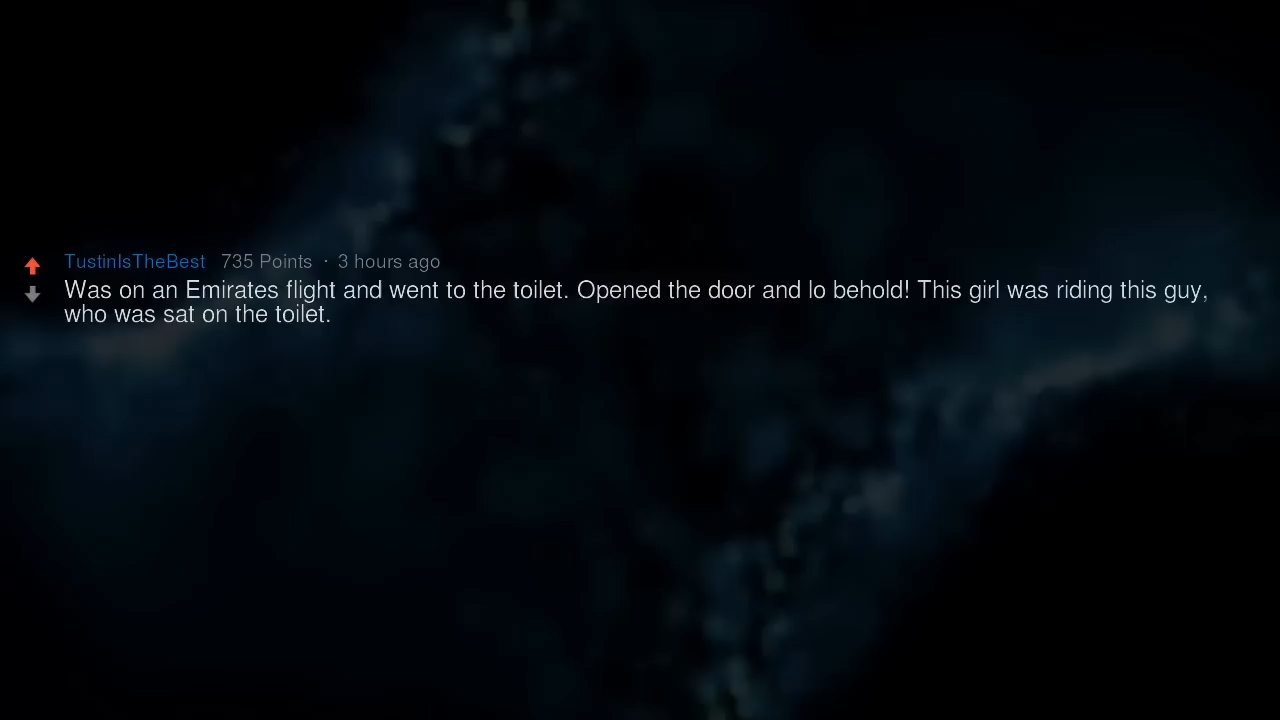 TustinIsTheBest 735 Points · 3 hours ago
Was on an Emirates flight and went to the toilet. Opened the door and lo behold! This girl was riding this guy,
who was sat on the toilet.